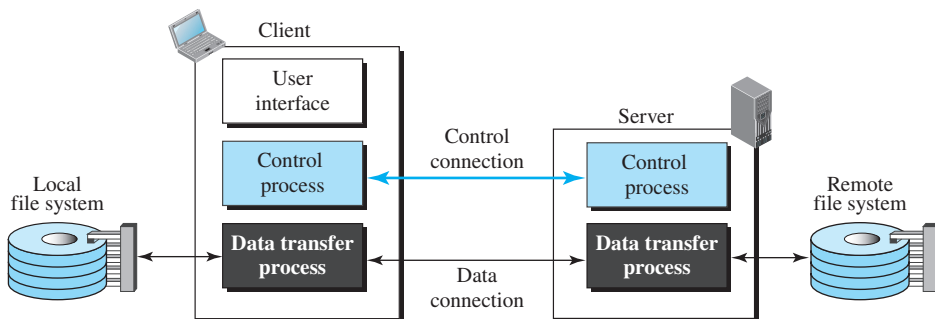 Client
User
interface
Control
process
Local
file system
Data transfer
process
Control
connection
Data
connection
Server
Control
process
Data transfer
process
Remote
file system